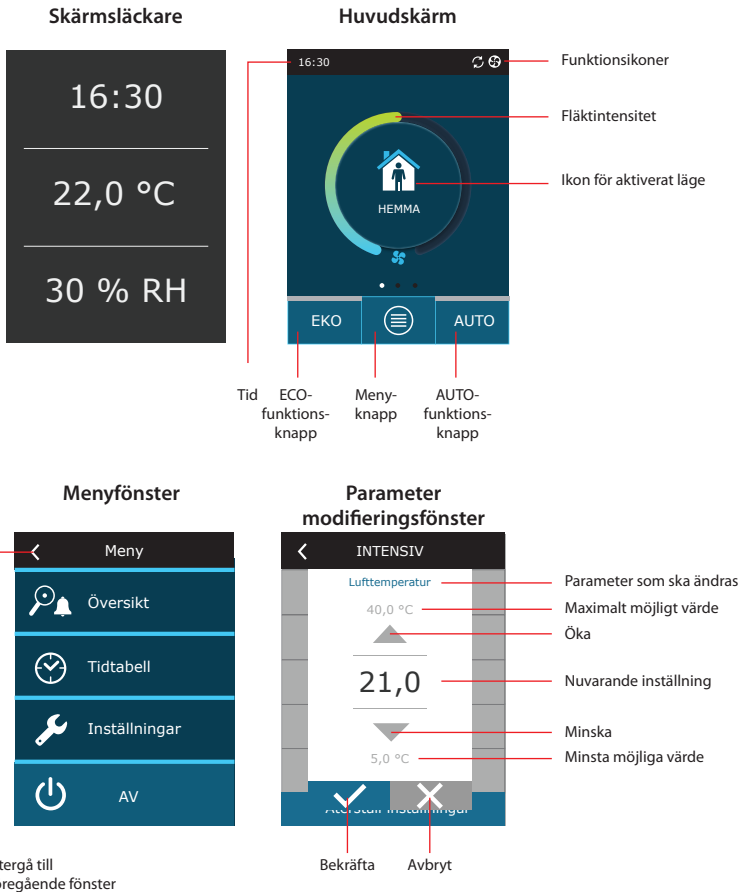 Skärmsläckare
16:30
22,0 °C
30 % RH
Huvudskärm
16:30
HEMMA
EKO
AUTO
Funktionsikoner
Fläktintensitet
Ikon för aktiverat läge
Tid
ECO-
funktions-
knapp
Meny-
knapp
AUTO-
funktions-
knapp
Menyfönster
Meny
Översikt
Tidtabell
Inställningar
AV
tergå till
regående fönster
Parameter
modifieringsfönster
INTENSIV
Lufttemperatur
40,0 °C
21,0
5,0 °C
Återställ inställningar
Parameter som ska ändras
Maximalt möjligt värde
Öka
Nuvarande inställning
Minska
Minsta möjliga värde
Bekräfta
Avbryt